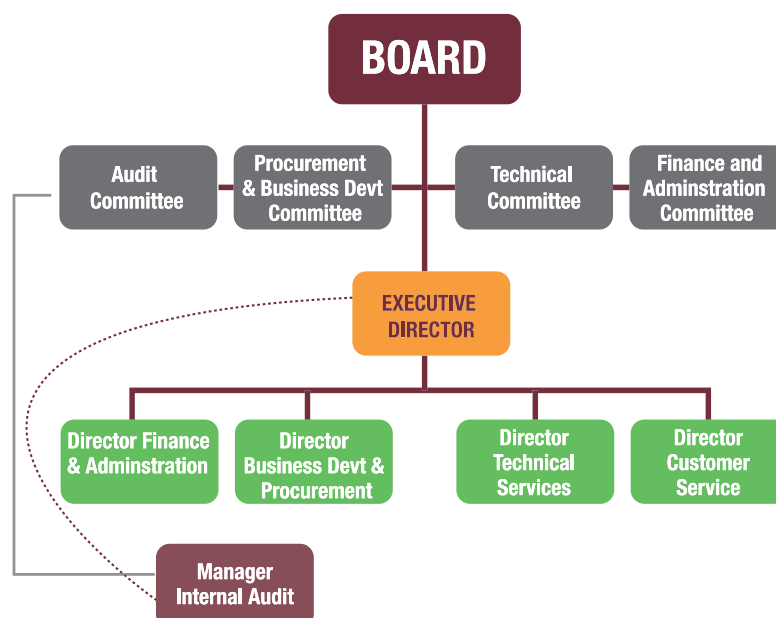 BOARD
Audit
Committee
Procurement
& Business Devt
Committee
Technical
Committee
Finance and
Adminstration
Committee
EXECUTIVE
DIRECTOR
Director Finance
& Adminstration
Director
Business Devt &
Procurement
Director
Technical
Services
Director
Customer
Service
Manager
Internal Audit